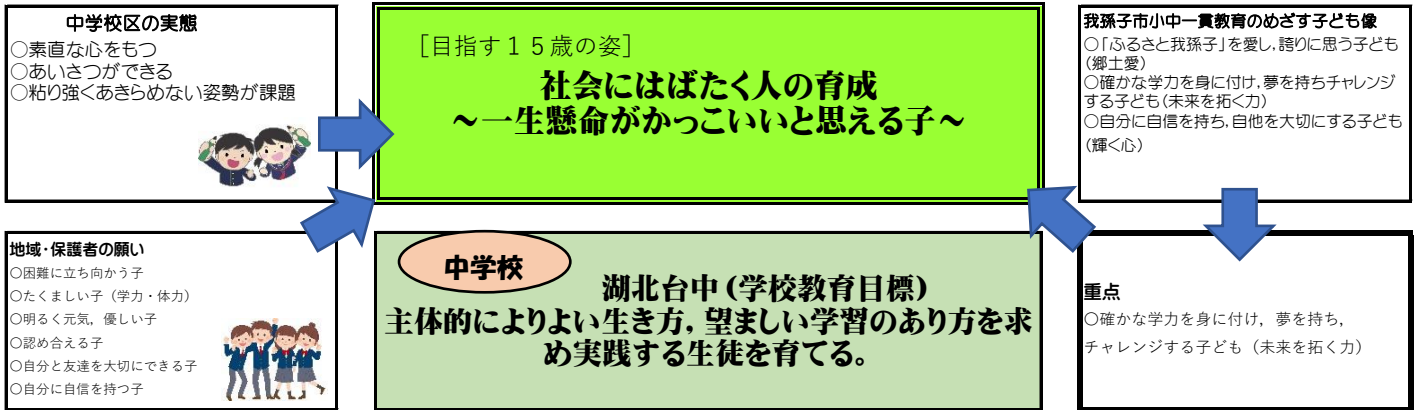 中学校区の実態
○素直な心をもつ
○あいさつができる
○粘り強くあきらめない姿勢が課題
[目指す１５歳の姿]
社会にはばたく人の育成
～一生懸命がかっこいいと思える子～
我孫子市小中一貫教育のめざす子ども像
○「ふるさと我孫子」を愛し，誇りに思う子ども
(郷土愛)
○確かな学力を身に付け，夢を持ちチャレンジ
する子ども(未来を拓く力)
○自分に自信を持ち，自他を大切にする子ども
(輝く心)
地域・保護者の願い
○困難に立ち向かう子
○たくましい子（学力・体力）
○明るく元気，優しい子
○認め合える子
○自分と友達を大切にできる子
○自分に自信を持つ子
中学校
湖北台中(学校教育目標)
主体的によりよい生き方，望ましい学習のあり方を求
め実践する生徒を育てる。
重点
○確かな学力を身に付け，夢を持ち，
チャレンジする子ども（未来を拓く力）